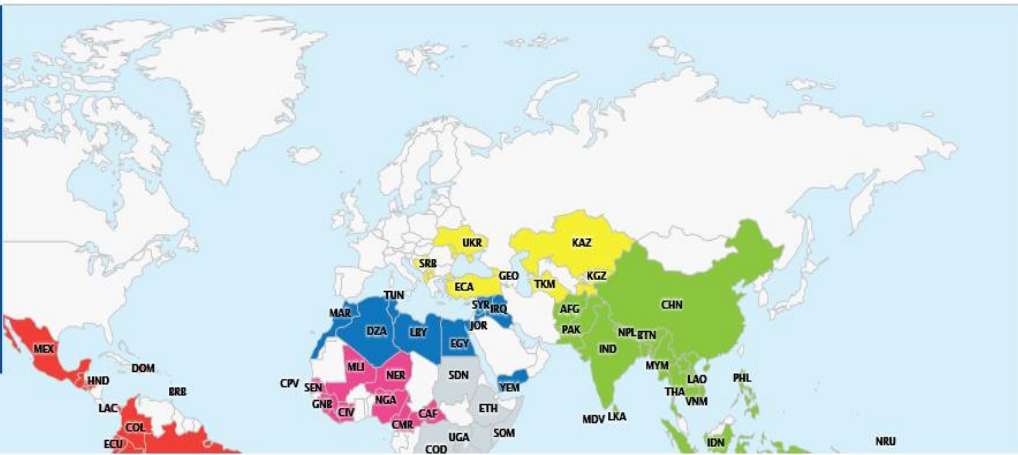 UKR
KAZ
SRB
GEO
KGZ
ECA
TKM
TUN
SYR
IRQ
AFG
CHN
MAR
JOR
PAK
NPL
BTN
DZA
LBY
EGY
IND
MEX
MYM
DOM
MLI
NER
SDN
LAO
PHL
HND
CPV
SEN
YEM
THA
VNM
BRB
NGA
GNB
ETH
LAC
CIV
CAF
MDV
LKA
COL
CMR
SOM
UGA
NRU
ECU
COD
IDN